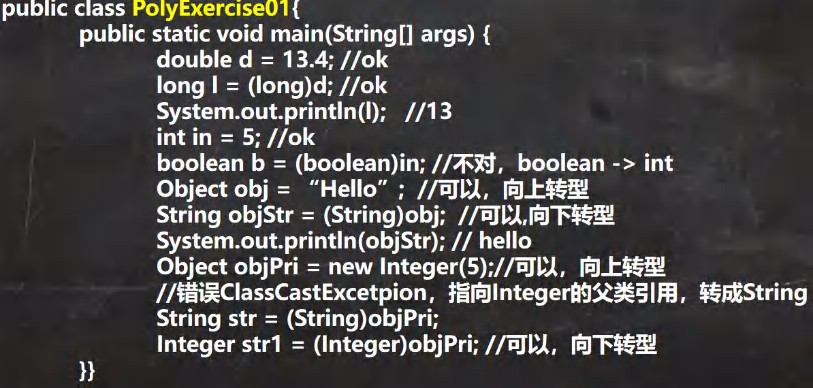 public class PolyExercise01{
public static void main(String[] args) {
double d = 13.4; //ok
long l = (long)d; //ok
System.out.println(l); //13
int in = 5; //ok
boolean b = (boolean)in; //不对，boolean -> int
Object obj = “Hello”; //可以，向上转型
String objStr = (String)obj; //可以,向下转型
System.out.println(objStr); // hello
Object objPri = new Integer(5);//可以，向上转型
//错误ClassCastExcetpion，指向Integer的父类引用，转成String
String str = (String)objPri;
Integer str1 = (Integer)objPri; //可以，向下转型
}}